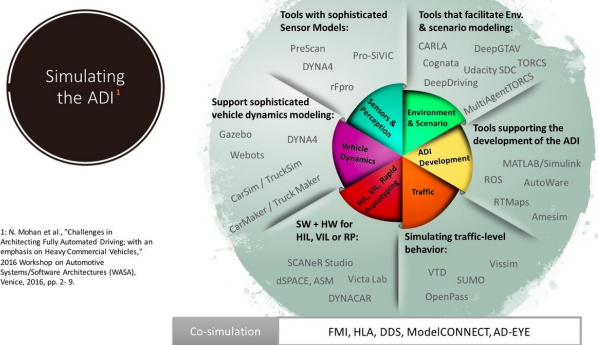 Simulating
the ADI1
1: N. Mohan et al., "Challenges in
Architecting Fully Automated Driving; with an
emphasis on Heavy Commercial Vehicles,"
2016 Workshop on Automotive
Systems/Software Architectures (WASA),
Venice, 2016, pp. 2- 9.
Tools with sophisticated
Sensor Models:
PreScan
Pro-SiVIC
DYNA4
rFpro
Tools that facilitate Env.
& scenario modeling:
CARLA
DeepGTAV
Cognata
TORCS
Udacity SDC
DeepDriving
MultiAgentTORCS
Support sophisticated
vehicle dynamics modeling:
Gazebo
DYNA4
Webots
CarSim / TruckSim
CarMaker / Truck Maker
Sensors &
Perception
Environment
& Scenario
Vehicle
Dynamics
ADI
Development
HIL, VIL, Rapid
Prototyping
Traffic
Tools supporting the
development of the ADI
MATLAB/Simulink
ROS
AutoWare
RTMaps
Amesim
SW + HW for
HIL, VIL or RP:
SCANeR Studio
dSPACE, ASM
Victa Lab
DYNACAR
Simulating traffic-level
behavior:
Vissim
VTD
SUMO
OpenPass
Co-simulation
FMI, HLA, DDS, ModelCONNECT, AD-EYE